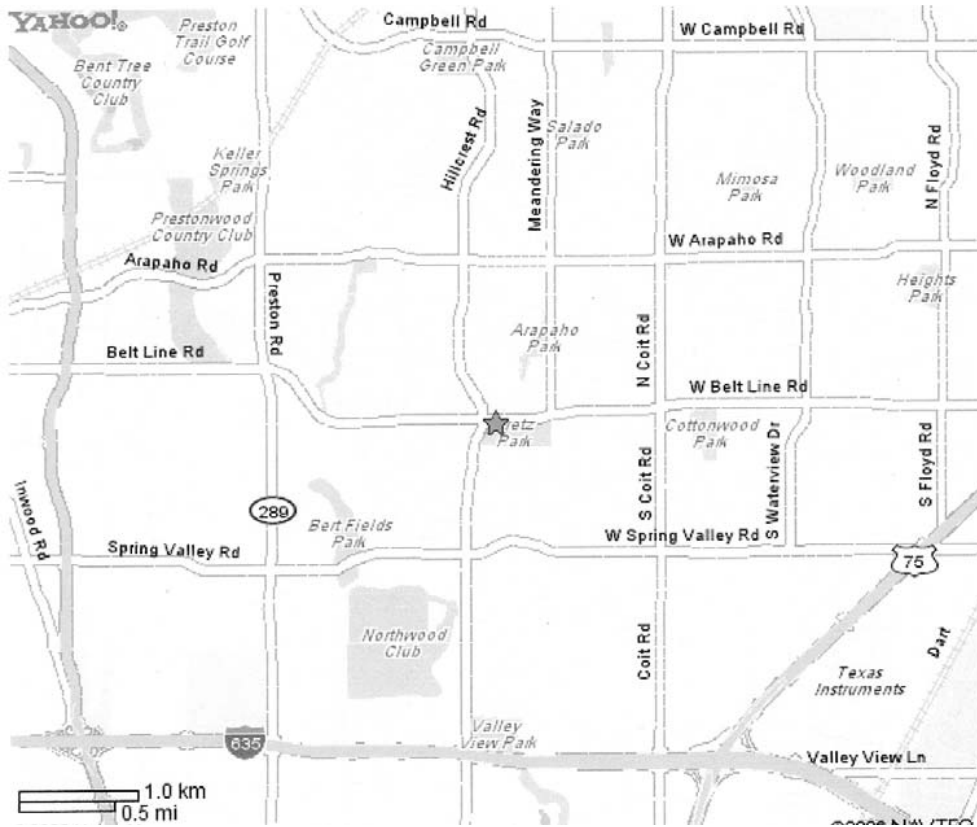 YAHOO!®
Preston
Trail Golf
Course
Campbell Rd
W Campbell Rd
Bent Tree
Country
Club
Campbell
Green Park
Hillcrest Rd
Meandering Way
Salado
Park
N Floyd Rd
Keller
Springs
Park
Mimosa
Park
Woodland
Park
Prestonwood
Country Club
Arapaho Rd
W Arapaho Rd
Preston Rd
Heights
Park
Arapaho
Park
N Coit Rd
Belt Line Rd
W Belt Line Rd
Park
Cottonwood
Park
S Waterview Dr
S Floyd Rd
S Coit Rd
Inwood Rd
289
Bert Fields
Park
Spring Valley Rd
W Spring Valley Rd
75
Northwood
Club
Coit Rd
Dart
Texas
Instruments
635
Valley
View Park
Valley View Ln
1.0 km
0.5 mi